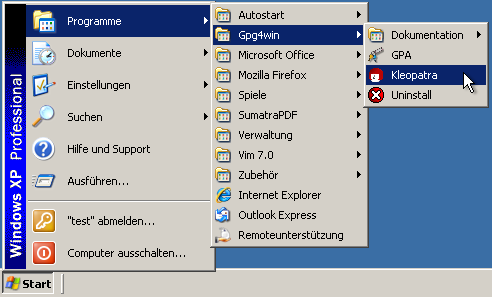 Programme
Dokumente
Einstellungen
Suchen
Hilfe und Support
Ausführen...
"test" abmelden...
Computer ausschalten...
Windows XP Professional
Start
Autostart
Gpg4win
Microsoft Office
Mozilla Firefox
Spiele
SumatraPDF
Verwaltung
Vim 7.0
Zubehör
Internet Explorer
Outlook Express
Remoteunterstützung
Dokumentation
GPA
Kleopatra
Uninstall